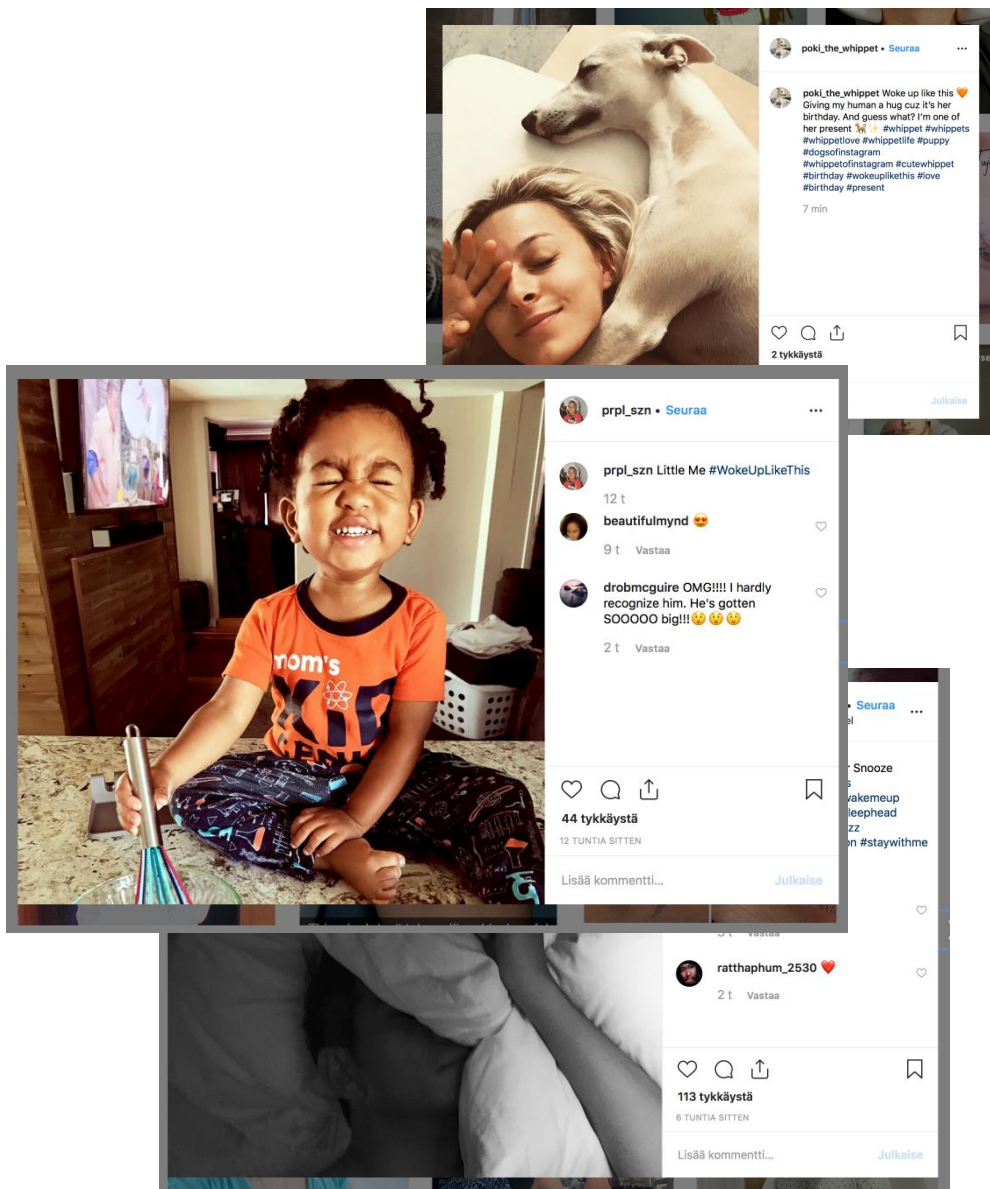 poki_the_whippet • Seuraa
poki_the_whippet Woke up like this 🧡
Giving my human a hug cuz it's her
birthday. And guess what? I'm one of
her present 🐕✨ #whippet #whippets
#whippetlove #whippetlife #puppy
#dogsofinstagram
#whippetofinstagram #cutewhippet
#birthday #wokeuplikethis #love
#birthday #present
7 min
2 tykkäystä
Julkaise
prpl_szn • Seuraa
prpl_szn Little Me #WokeUpLikeThis
12 t
beautifulmynd 😍
9 t Vastaa
drobmcguire OMG!!!! I hardly
recognize him. He's gotten
SOOOOO big!!!😲😲😲
2 t Vastaa
44 tykkäystä
12 TUNTIA SITTEN
Lisää kommentti... Julkaise
mom's
KiD
• Seuraa
el
Snooze
wakemeup
leephead
zz
on #staywithme
Vastaa
ratthaphum_2530 ❤️
2 t Vastaa
113 tykkäystä
6 TUNTIA SITTEN
Lisää kommentti... Julkaise